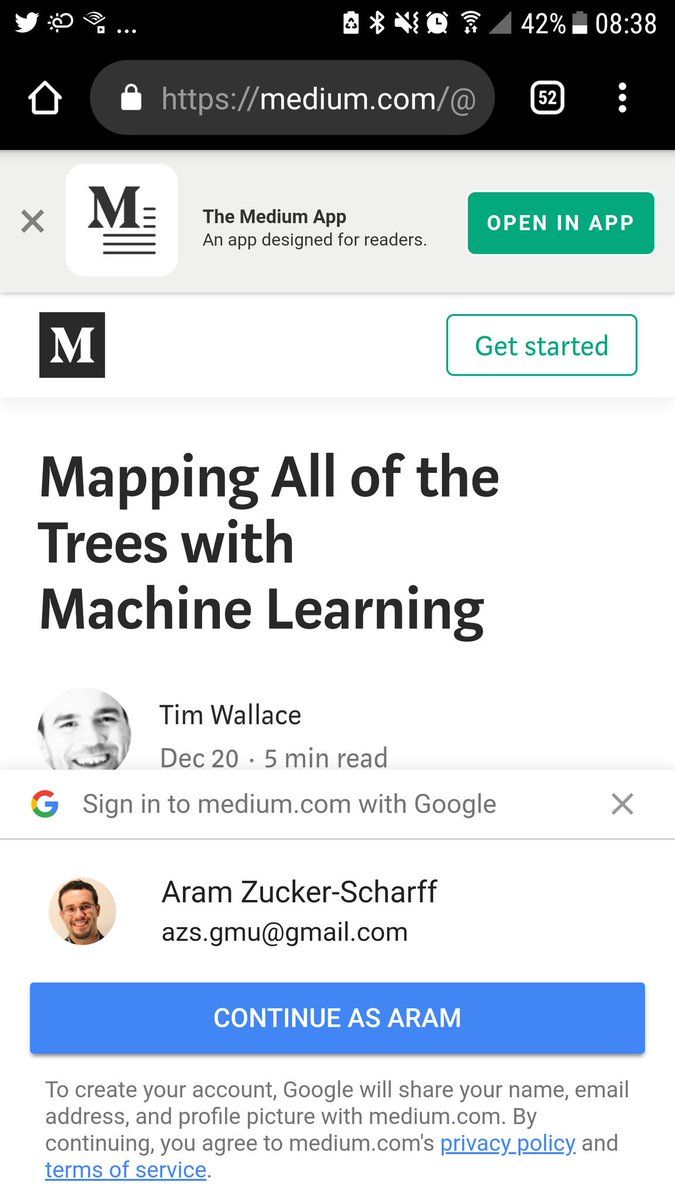 ... 42% 08:38
https://medium.com/@ 52
M
The Medium App
An app designed for readers.
OPEN IN APP
M
Get started
Mapping All of the
Trees with
Machine Learning
Tim Wallace
Dec 20 · 5 min read
G Sign in to medium.com with Google
Aram Zucker-Scharff
azs.gmu@gmail.com
CONTINUE AS ARAM
To create your account, Google will share your name, email
address, and profile picture with medium.com. By
continuing, you agree to medium.com's privacy policy and
terms of service.